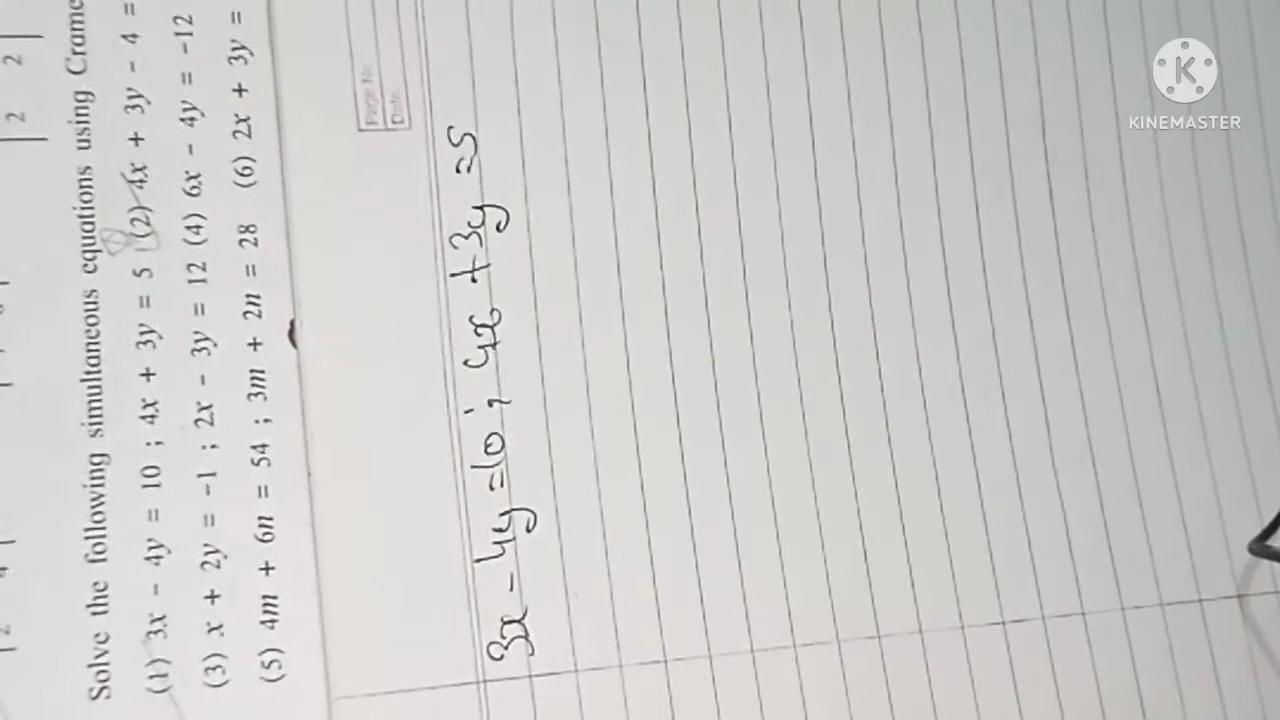 2 2
Solve the following simultaneous equations using
(1) 3x - 4y = 10 ; 4x + 3y = 5 (2) 4x + 3y - 4 =
(3) x + 2y = -1 ; 2x - 3y = 12 (4) 6x - 4y = -12
(5) 4m + 6n = 54 ; 3m + 2n = 28 (6) 2x + 3y =
Page No.
Date
3x - 4y = 10 ; 4x + 3y = 5
KINEMASTER